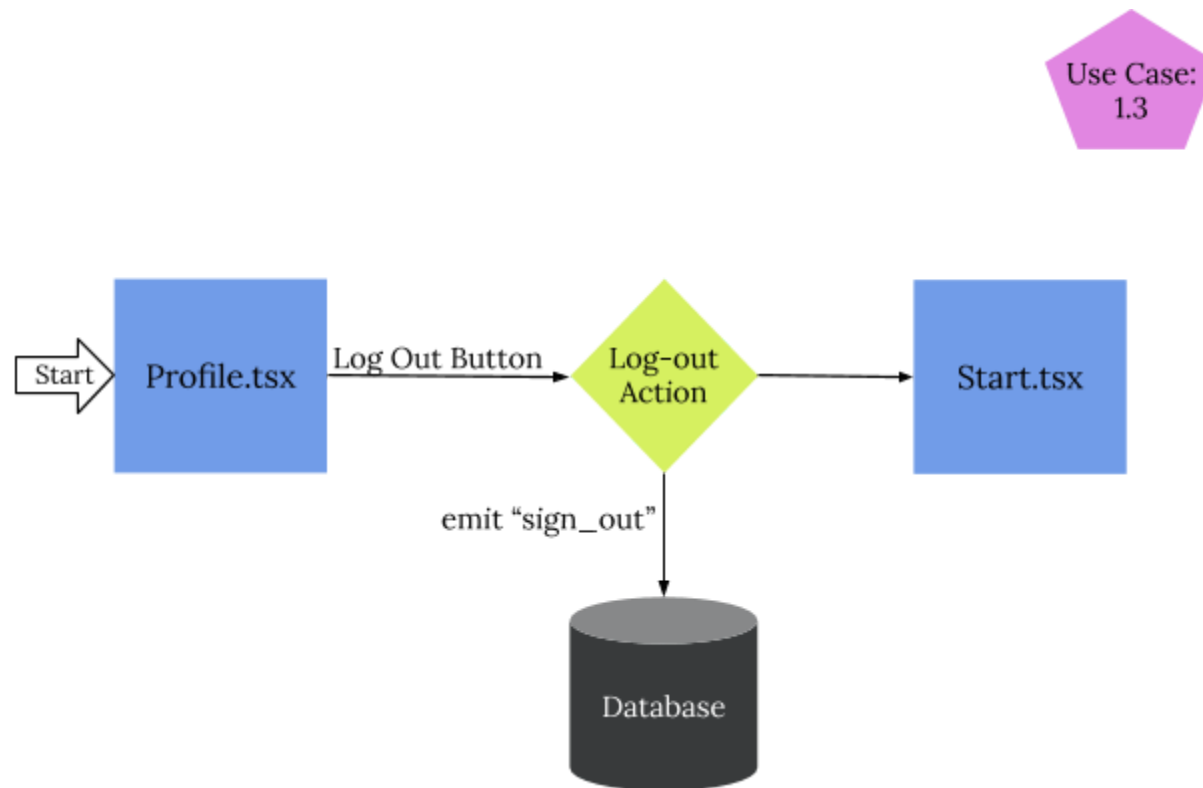 Use Case:
1.3
Start
Profile.tsx
Log Out Button
Log-out
Action
Start.tsx
emit “sign_out”
Database